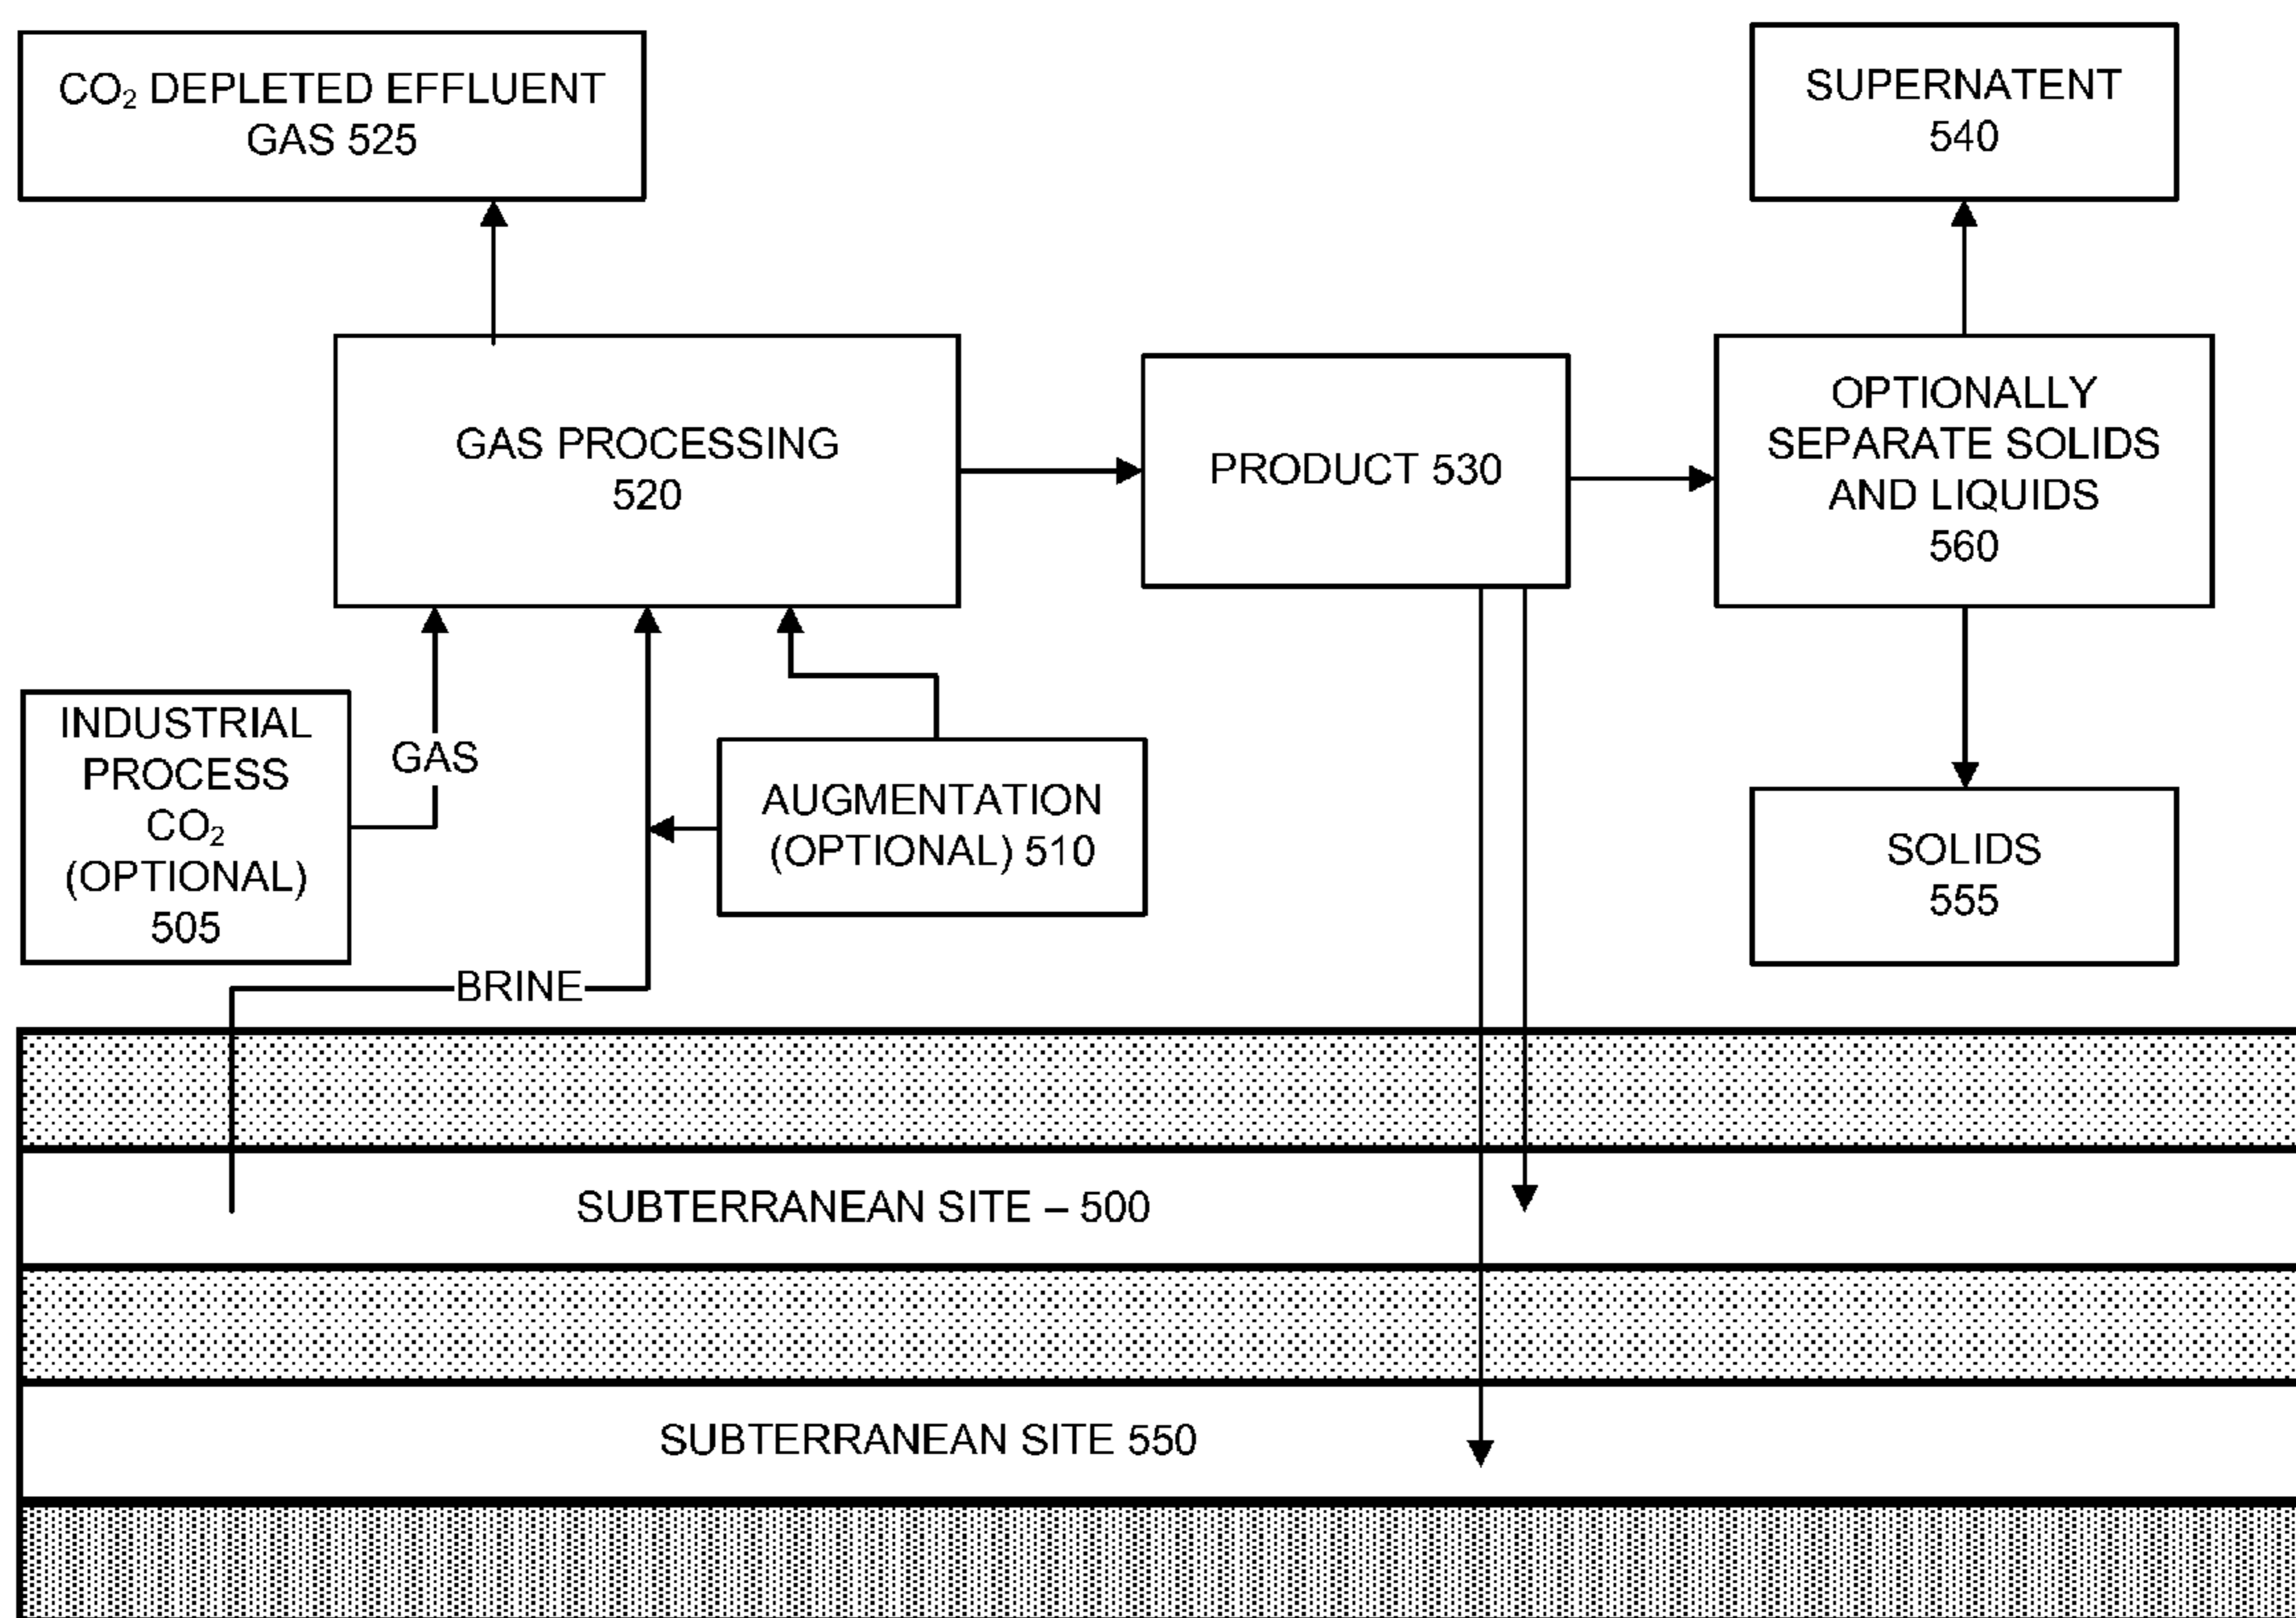 CO₂ DEPLETED EFFLUENT
GAS 525
SUPERNATENT
540
GAS PROCESSING
520
PRODUCT 530
OPTIONALLY
SEPARATE SOLIDS
AND LIQUIDS
560
INDUSTRIAL
PROCESS
CO₂
(OPTIONAL)
505
GAS
AUGMENTATION
(OPTIONAL) 510
SOLIDS
555
BRINE
SUBTERRANEAN SITE – 500
SUBTERRANEAN SITE 550